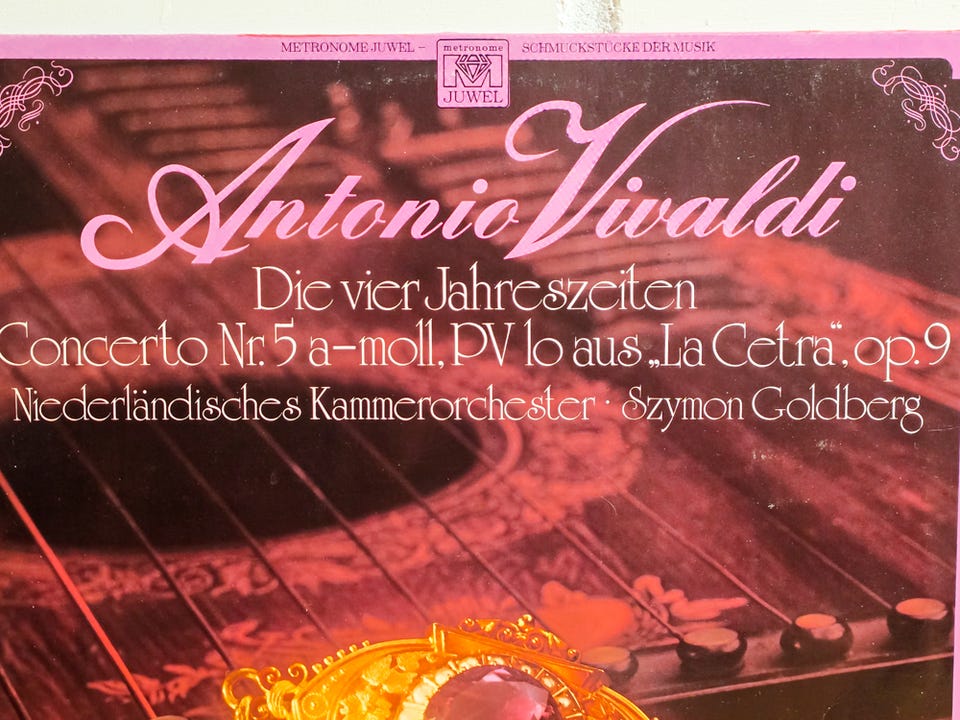 METRONOME JUWEL – SCHMUCKSTÜCKE DER MUSIK
metronome
JUWEL
Antonio Vivaldi
Die vier Jahreszeiten
Concerto Nr. 5 a-moll, PV 10 aus „La Cetra“, op. 9
Niederländisches Kammerorchester · Szymon Goldberg